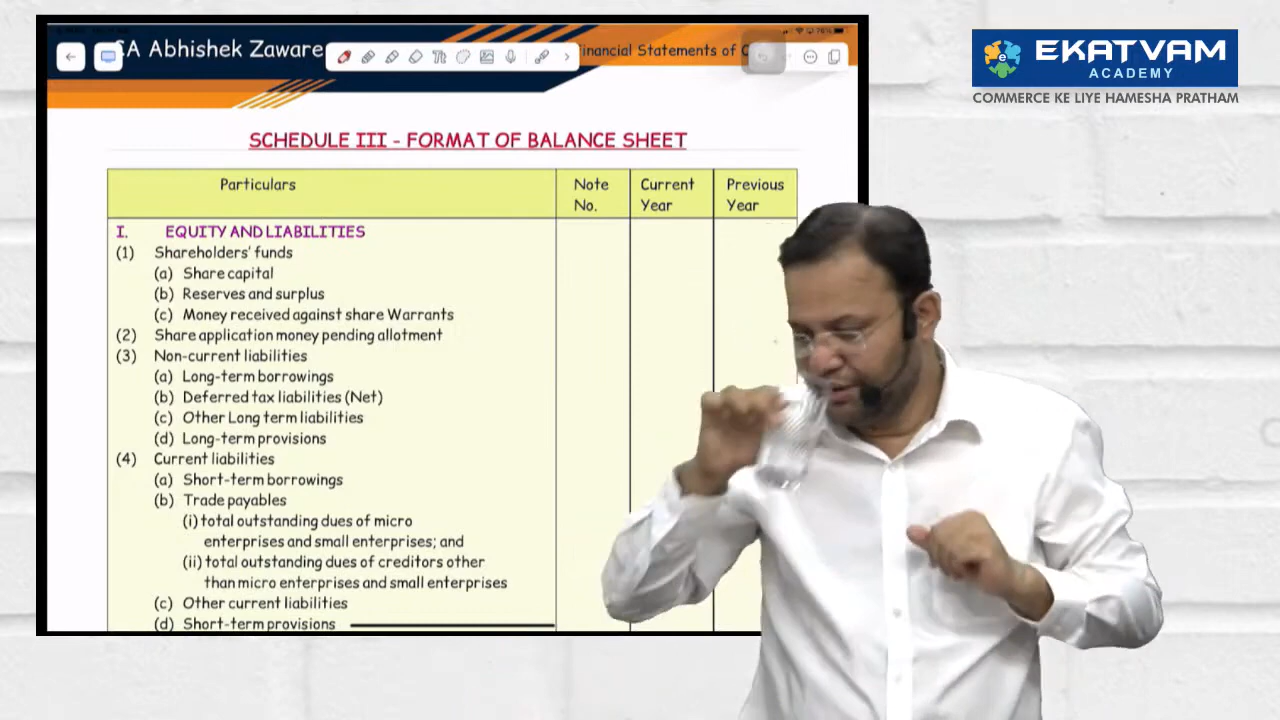 CA Abhishek Zaware
Financial Statements of
EKATVAM
ACADEMY
COMMERCE KE LIYE HAMESHA PRATHAM
SCHEDULE III - FORMAT OF BALANCE SHEET
Particulars Note No. Current Year Previous Year
I. EQUITY AND LIABILITIES
(1) Shareholders' funds
(a) Share capital
(b) Reserves and surplus
(c) Money received against share Warrants
(2) Share application money pending allotment
(3) Non-current liabilities
(a) Long-term borrowings
(b) Deferred tax liabilities (Net)
(c) Other Long term liabilities
(d) Long-term provisions
(4) Current liabilities
(a) Short-term borrowings
(b) Trade payables
(i) total outstanding dues of micro
enterprises and small enterprises; and
(ii) total outstanding dues of creditors other
than micro enterprises and small enterprises
(c) Other current liabilities
(d) Short-term provisions